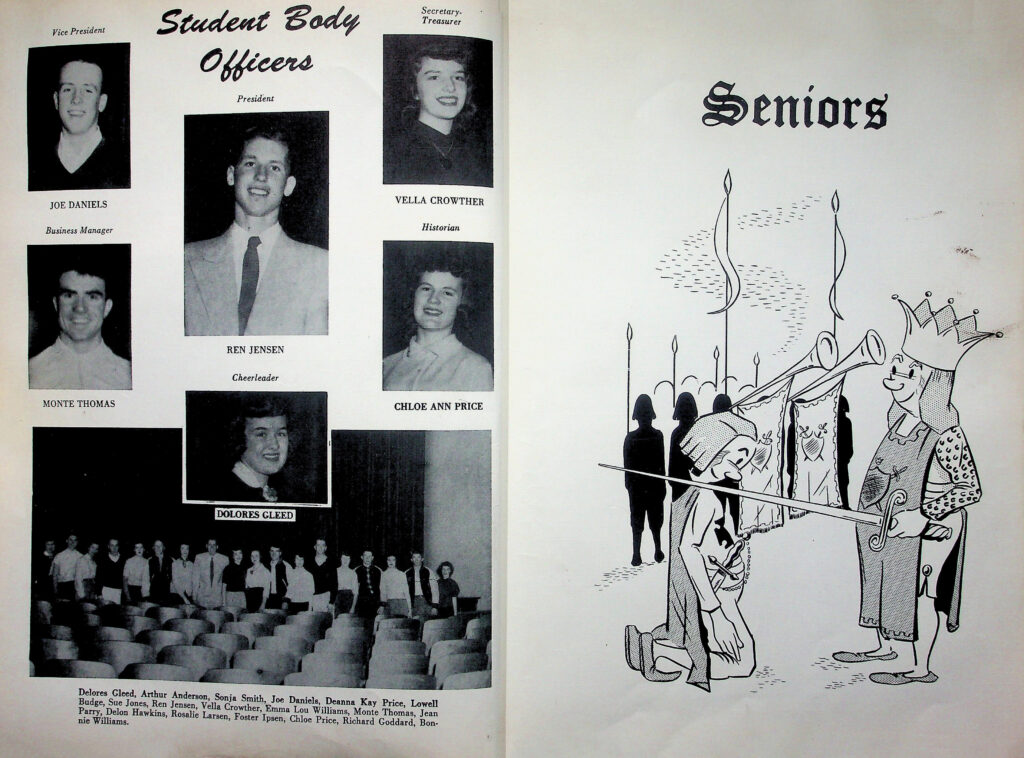 Student Body
Officers
Vice President
JOE DANIELS
Business Manager
MONTE THOMAS
President
REN JENSEN
Cheerleader
DOLORES GLEED
Secretary-
Treasurer
VELLA CROWTHER
Historian
CHLOE ANN PRICE
Delores Gleed, Arthur Anderson, Sonja Smith, Joe Daniels, Deanna Kay Price, Lowell
Budge, Sue Jones, Ren Jensen, Vella Crowther, Emma Lou Williams, Monte Thomas, Jean
Parry, Delon Hawkins, Rosalie Larsen, Foster Ipsen, Chloe Price, Richard Goddard, Bon-
nie Williams.
Seniors